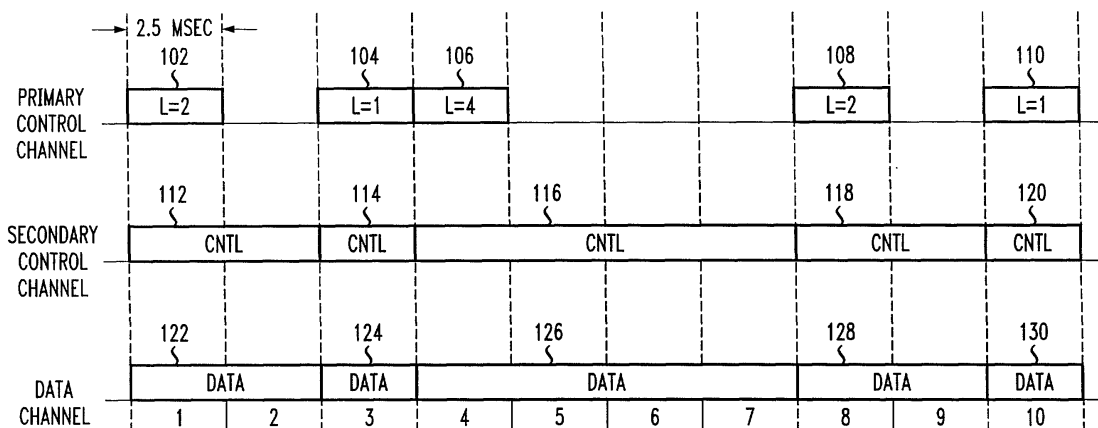 2.5 MSEC
102 104 106 108 110
PRIMARY
CONTROL
CHANNEL
L=2 L=1 L=4 L=2 L=1
112 114 116 118 120
SECONDARY
CONTROL
CHANNEL
CNTL CNTL CNTL CNTL CNTL
122 124 126 128 130
DATA
CHANNEL
DATA DATA DATA DATA DATA
1 2 3 4 5 6 7 8 9 10